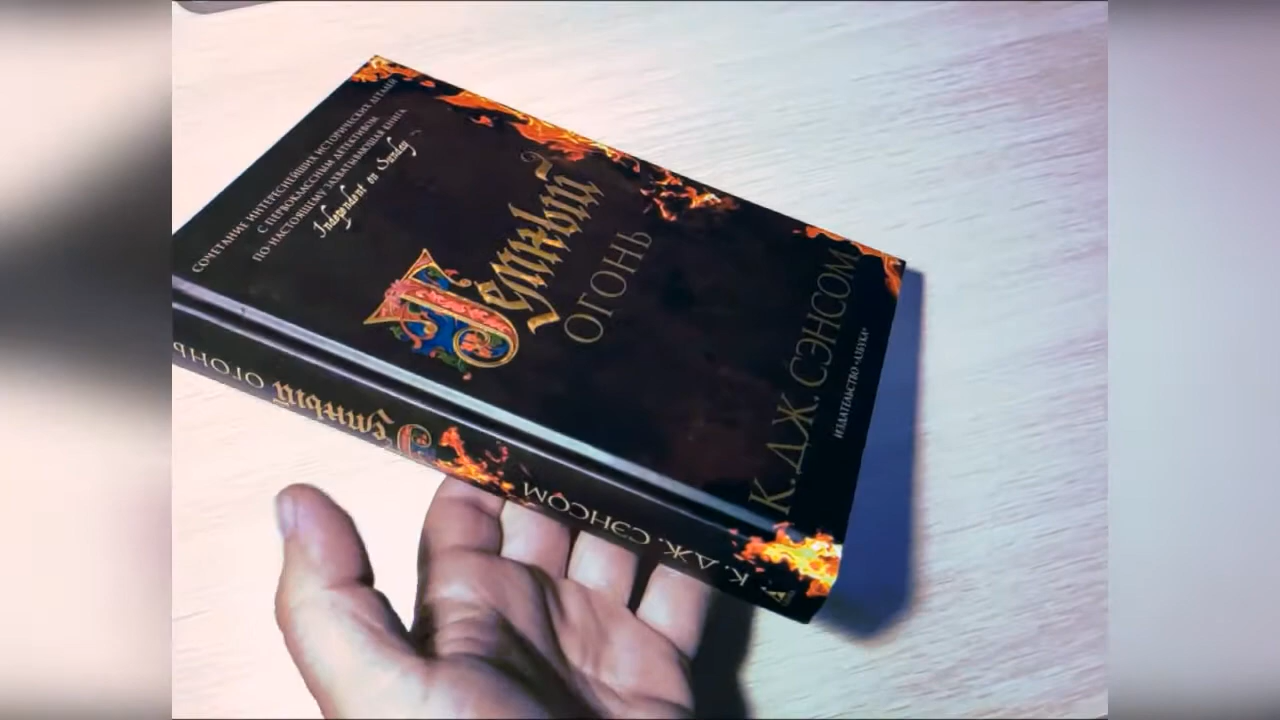 СОЧЕТАНИЕ ИНТЕРЕСНЕЙШИХ ИСТОРИЧЕСКИХ ДЕТАЛЕЙ
С ПЕРВОКЛАССНЫМ ДЕТЕКТИВОМ.
ПО-НАСТОЯЩЕМУ ЗАХВАТЫВАЮЩАЯ КНИГА
Independent on Sunday
Темный
ОГОНЬ
К. ДЖ. СЭНСОМ
ИЗДАТЕЛЬСТВО «АЗБУКА»
К. ДЖ. СЭНСОМ
Темный ОГОНЬ